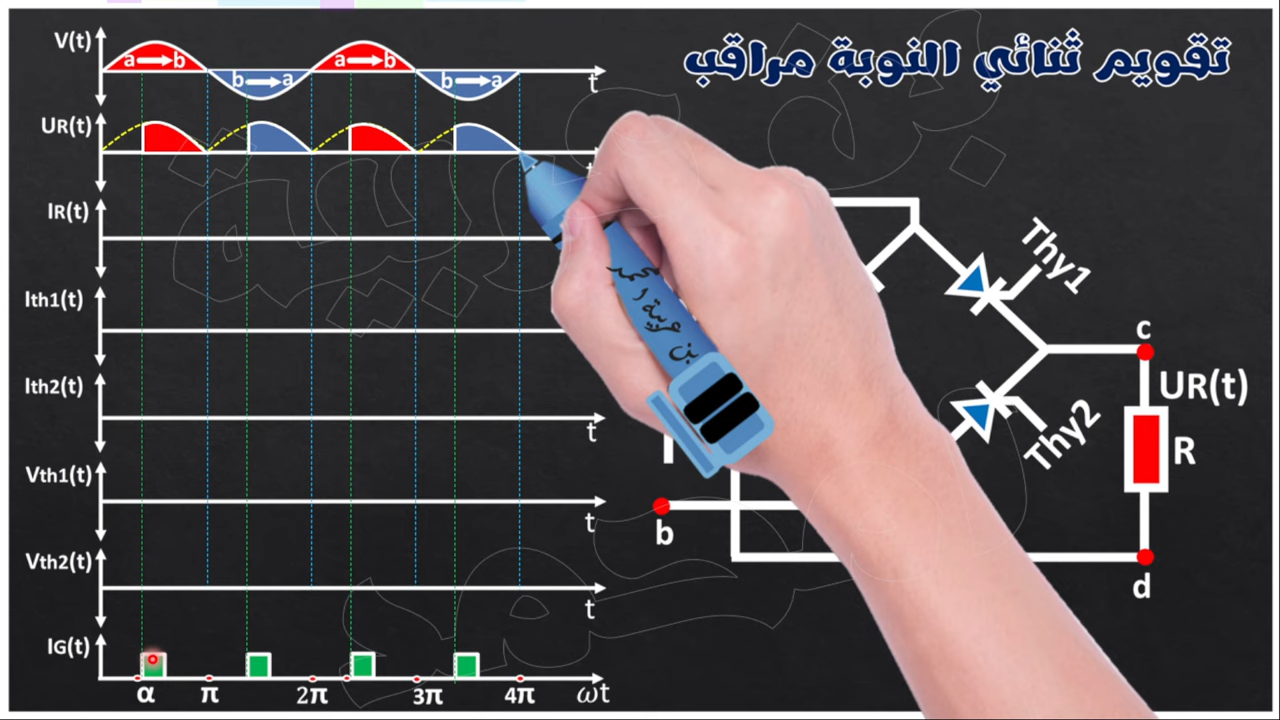 تقويم ثنائي النوبة مراقب
V(t)
a b
b a
a b
b a
t
UR(t)
IR(t)
Ith1(t)
Ith2(t)
t
Vth1(t)
t
Vth2(t)
t
IG(t)
α π 2π 3π 4π ωt
Thy1
Thy2
c
UR(t)
R
b
d